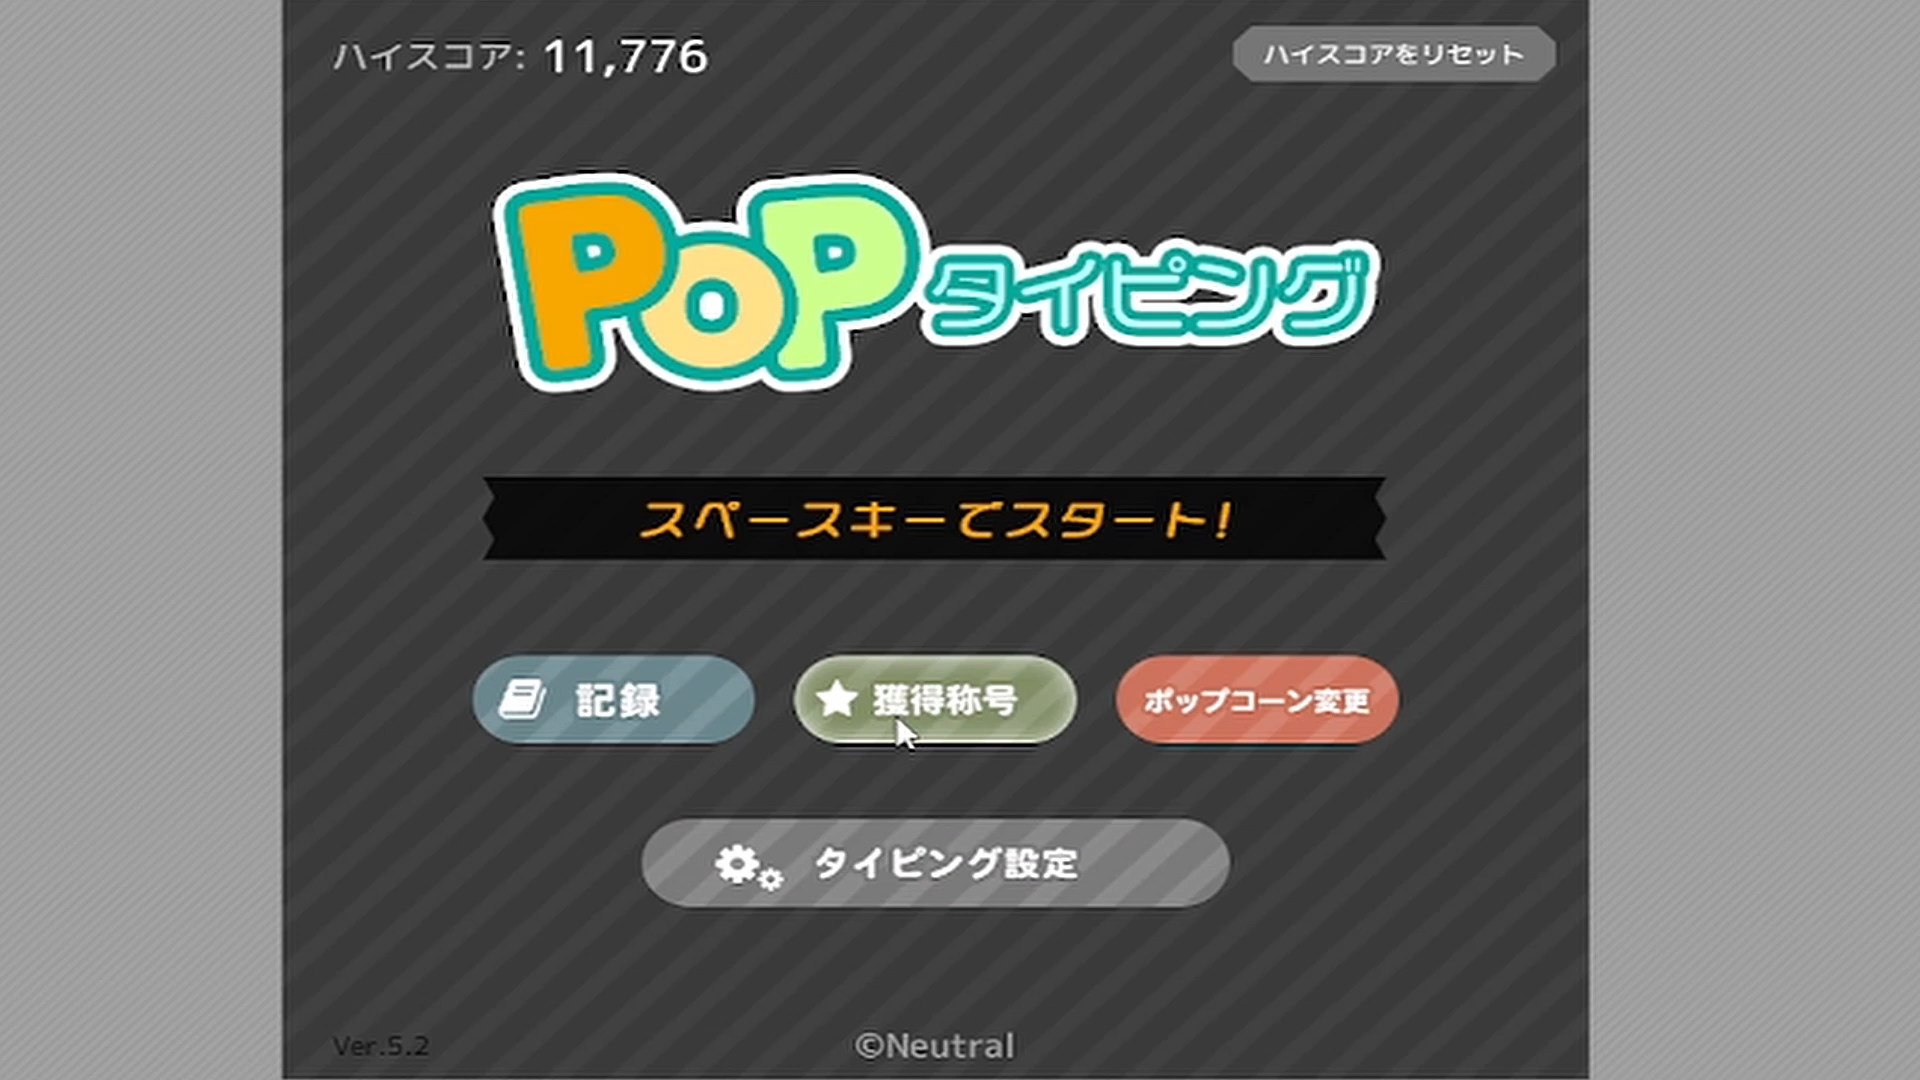 ハイスコア: 11,776
ハイスコアをリセット
POPタイピング
スペースキーでスタート!
記録
獲得称号
ポップコーン変更
タイピング設定
Ver.5.2
©Neutral